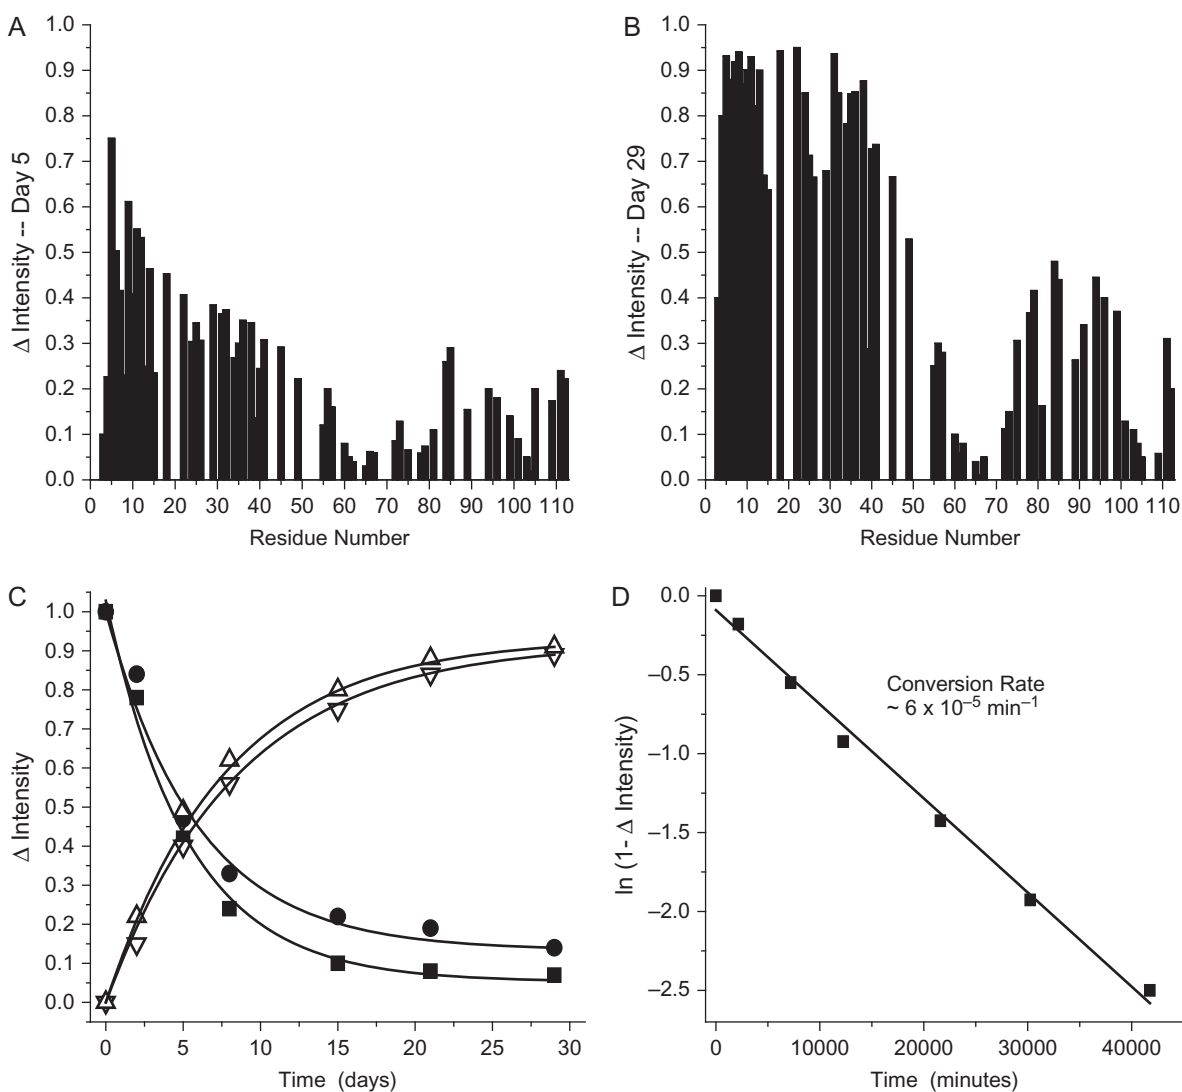 A
1.0
0.9
0.8
0.7
0.6
0.5
0.4
0.3
0.2
0.1
0.0
Δ Intensity -- Day 5
0 10 20 30 40 50 60 70 80 90 100 110
Residue Number
B
1.0
0.9
0.8
0.7
0.6
0.5
0.4
0.3
0.2
0.1
0.0
Δ Intensity -- Day 29
0 10 20 30 40 50 60 70 80 90 100 110
Residue Number
C
1.0
0.9
0.8
0.7
0.6
0.5
0.4
0.3
0.2
0.1
0.0
Δ Intensity
0 5 10 15 20 25 30
Time (days)
D
0.0
–0.5
–1.0
–1.5
–2.0
–2.5
ln (1- Δ Intensity)
Conversion Rate
~ 6 x 10⁻⁵ min⁻¹
0 10000 20000 30000 40000
Time (minutes)